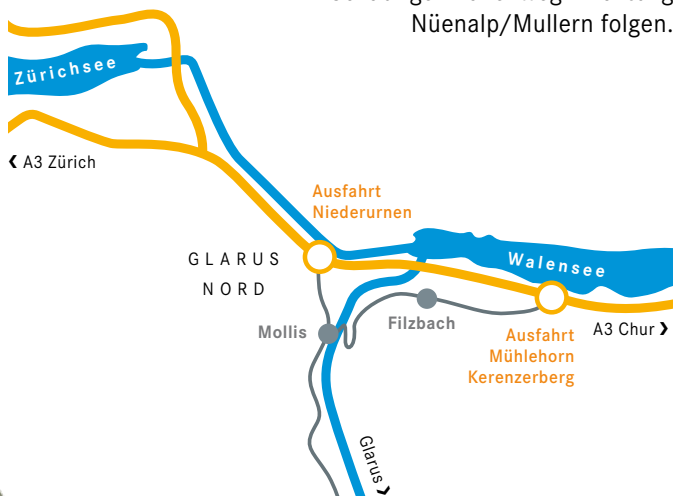 Nüenalp/Mullern folgen.
Zürichsee
❮ A3 Zürich
Ausfahrt
Niederurnen
GLARUS
NORD
Walensee
Mollis
Filzbach
Ausfahrt
Mühlehorn
Kerenzerberg
A3 Chur ❯
Glarus ❯